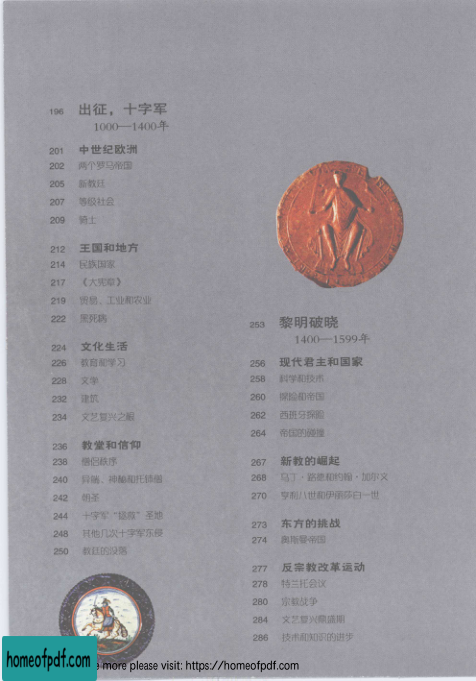 196 出征，十字军
1000—1400年
201 中世纪欧洲
202 两个罗马帝国
205 新教廷
207 等级社会
209 骑士
212 王国和地方
214 民族国家
217 《大宪章》
219 贸易、工业和农业
222 黑死病
224 文化生活
226 教育和学习
228 文学
232 建筑
234 文艺复兴之根
236 教堂和信仰
238 僧侣秩序
240 异端、神秘和托钵僧
242 朝圣
244 十字军“拯救”圣地
248 其他几次十字军东侵
250 教廷的没落
253 黎明破晓
1400—1599年
256 现代君主和国家
258 科学和技术
260 探险和帝国
262 西班牙探险
264 帝国的碰撞
267 新教的崛起
268 马丁·路德和约翰·加尔文
270 亨利八世和伊丽莎白一世
273 东方的挑战
274 奥斯曼帝国
277 反宗教改革运动
278 特兰托会议
280 宗教战争
284 文艺复兴鼎盛期
286 技术和知识的进步
homeofpdf.com
more please visit: https://homeofpdf.com